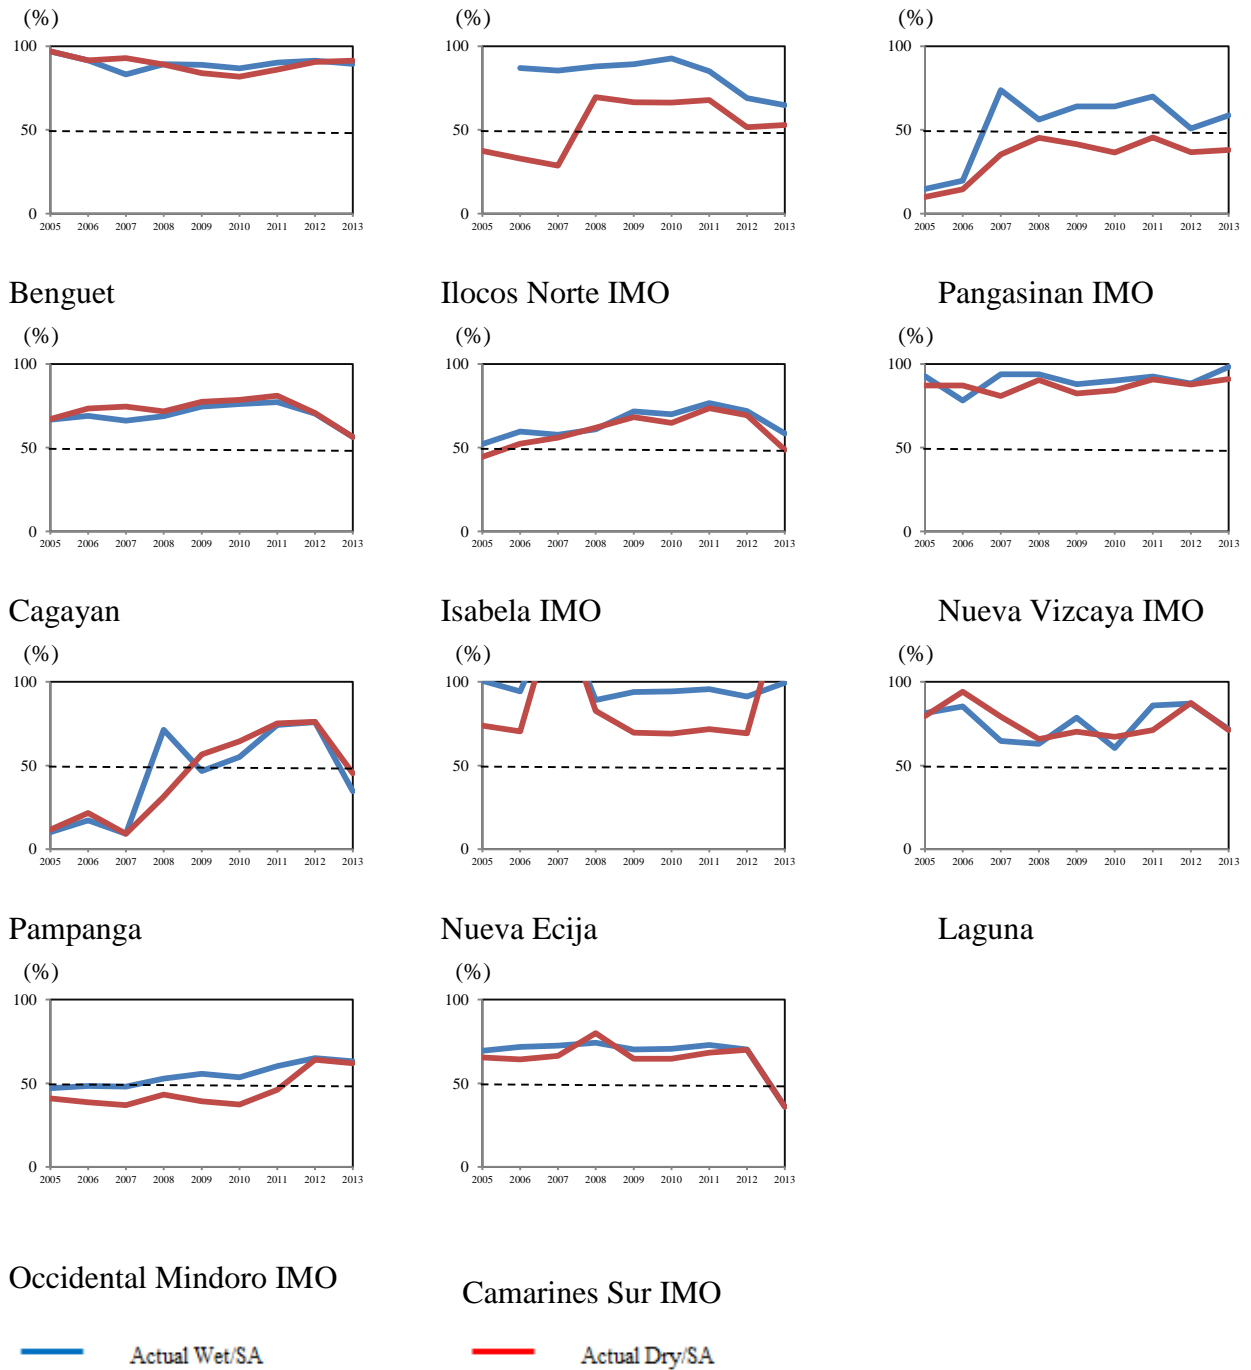 (%) (%) (%)
100 100 100
50 50 50
0 0 0
2005 2006 2007 2008 2009 2010 2011 2012 2013 2005 2006 2007 2008 2009 2010 2011 2012 2013 2005 2006 2007 2008 2009 2010 2011 2012 2013
Benguet Ilocos Norte IMO Pangasinan IMO
(%) (%) (%)
100 100 100
50 50 50
0 0 0
2005 2006 2007 2008 2009 2010 2011 2012 2013 2005 2006 2007 2008 2009 2010 2011 2012 2013 2005 2006 2007 2008 2009 2010 2011 2012 2013
Cagayan Isabela IMO Nueva Vizcaya IMO
(%) (%) (%)
100 100 100
50 50 50
0 0 0
2005 2006 2007 2008 2009 2010 2011 2012 2013 2005 2006 2007 2008 2009 2010 2011 2012 2013 2005 2006 2007 2008 2009 2010 2011 2012 2013
Pampanga Nueva Ecija Laguna
(%) (%)
100 100
50 50
0 0
2005 2006 2007 2008 2009 2010 2011 2012 2013 2005 2006 2007 2008 2009 2010 2011 2012 2013
Occidental Mindoro IMO Camarines Sur IMO
Actual Wet/SA Actual Dry/SA